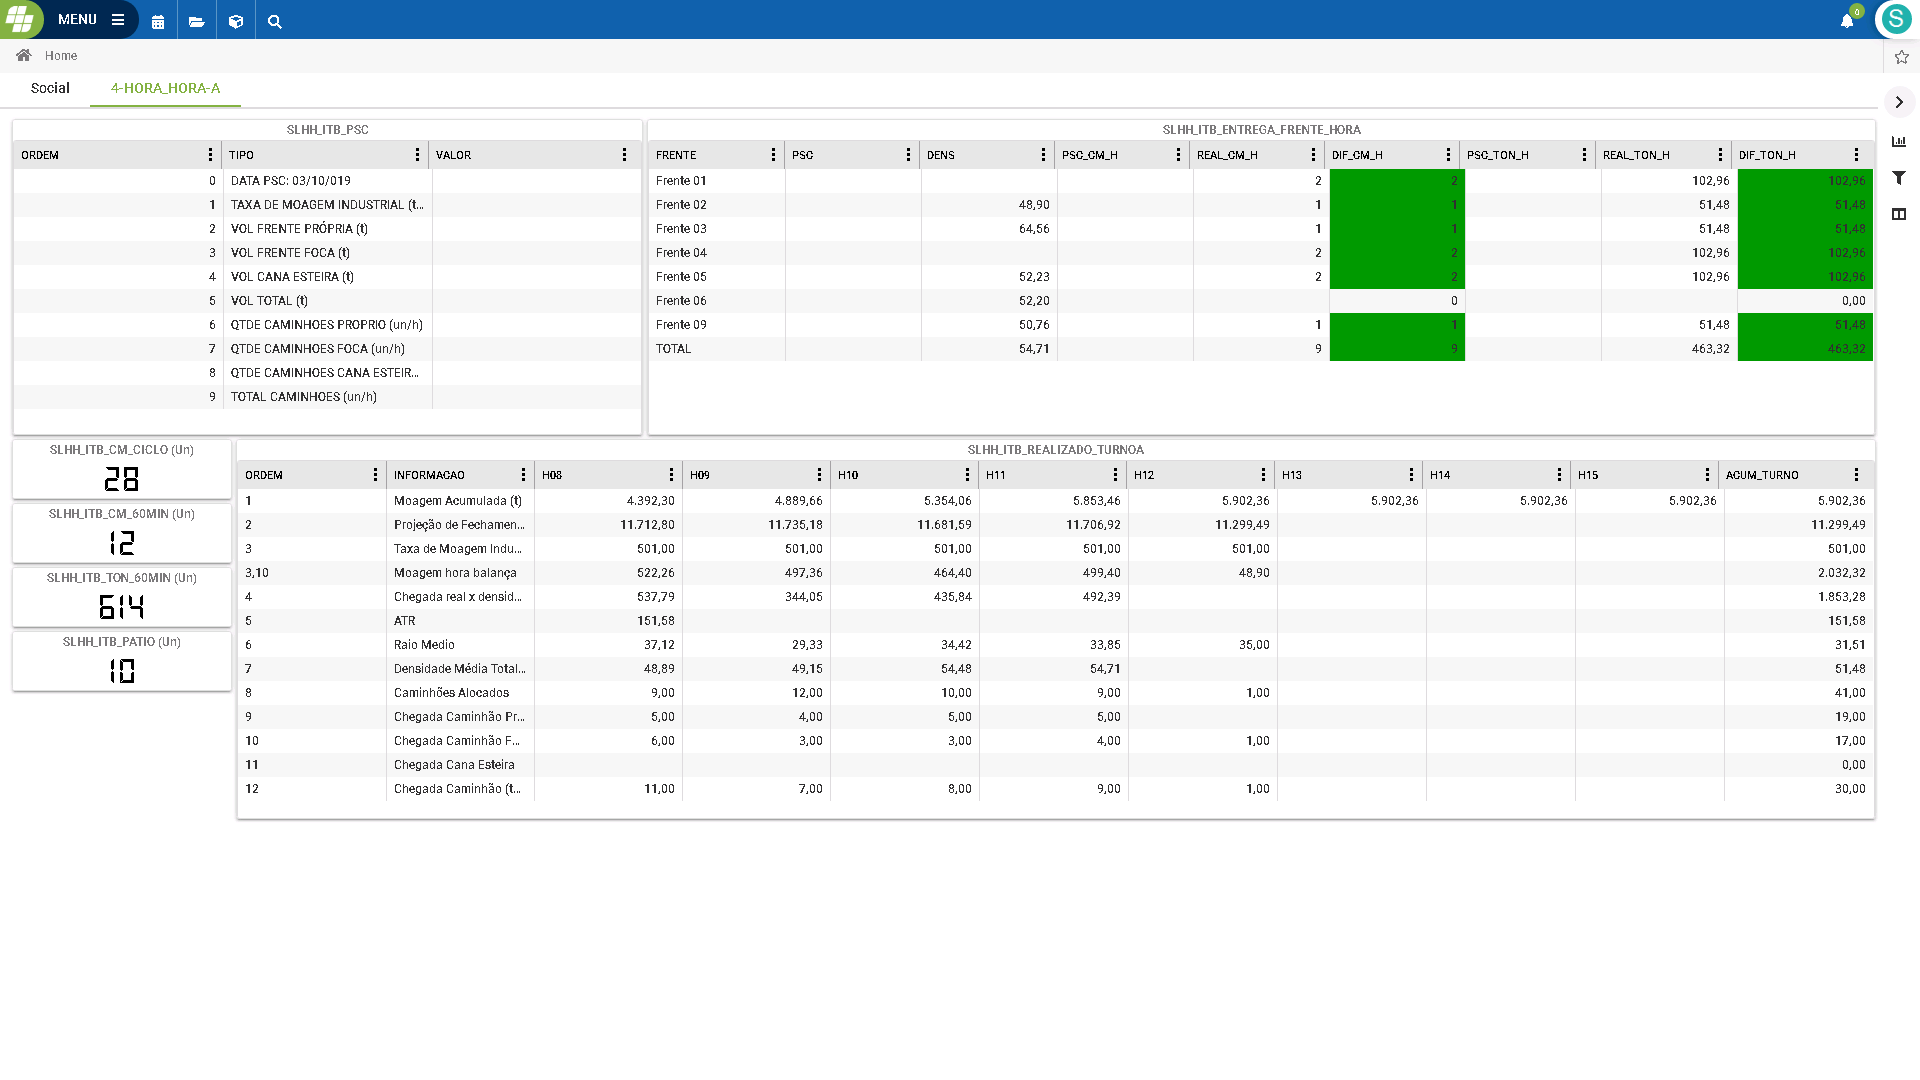 MENU
0
S
Home
Social 4-HORA_HORA-A
SLHH_ITB_PSC
ORDEM TIPO VALOR
0 DATA PSC: 03/10/019
1 TAXA DE MOAGEM INDUSTRIAL (t...
2 VOL FRENTE PRÓPRIA (t)
3 VOL FRENTE FOCA (t)
4 VOL CANA ESTEIRA (t)
5 VOL TOTAL (t)
6 QTDE CAMINHOES PROPRIO (un/h)
7 QTDE CAMINHOES FOCA (un/h)
8 QTDE CAMINHOES CANA ESTEIR...
9 TOTAL CAMINHOES (un/h)
SLHH_ITB_ENTREGA_FRENTE_HORA
FRENTE PSC DENS PSC_CM_H REAL_CM_H DIF_CM_H PSC_TON_H REAL_TON_H DIF_TON_H
Frente 01 2 2 102,96 102,96
Frente 02 48,90 1 1 51,48 51,48
Frente 03 64,56 1 1 51,48 51,48
Frente 04 2 2 102,96 102,96
Frente 05 52,23 2 2 102,96 102,96
Frente 06 52,20 0 0,00
Frente 09 50,76 1 1 51,48 51,48
TOTAL 54,71 9 9 463,32 463,32
SLHH_ITB_CM_CICLO (Un)
28
SLHH_ITB_CM_60MIN (Un)
12
SLHH_ITB_TON_60MIN (Un)
614
SLHH_ITB_PATIO (Un)
10
SLHH_ITB_REALIZADO_TURNOA
ORDEM INFORMACAO H08 H09 H10 H11 H12 H13 H14 H15 ACUM_TURNO
1 Moagem Acumulada (t) 4.392,30 4.889,66 5.354,06 5.853,46 5.902,36 5.902,36 5.902,36 5.902,36 5.902,36
2 Projeção de Fechamen... 11.712,80 11.735,18 11.681,59 11.706,92 11.299,49 11.299,49
3 Taxa de Moagem Indu... 501,00 501,00 501,00 501,00 501,00 501,00
3,10 Moagem hora balança 522,26 497,36 464,40 499,40 48,90 2.032,32
4 Chegada real x densid... 537,79 344,05 435,84 492,39 1.853,28
5 ATR 151,58 151,58
6 Raio Medio 37,12 29,33 34,42 33,85 35,00 31,51
7 Densidade Média Total... 48,89 49,15 54,48 54,71 51,48
8 Caminhões Alocados 9,00 12,00 10,00 9,00 1,00 41,00
9 Chegada Caminhão Pr... 5,00 4,00 5,00 5,00 19,00
10 Chegada Caminhão F... 6,00 3,00 3,00 4,00 1,00 17,00
11 Chegada Cana Esteira 0,00
12 Chegada Caminhão (t... 11,00 7,00 8,00 9,00 1,00 30,00